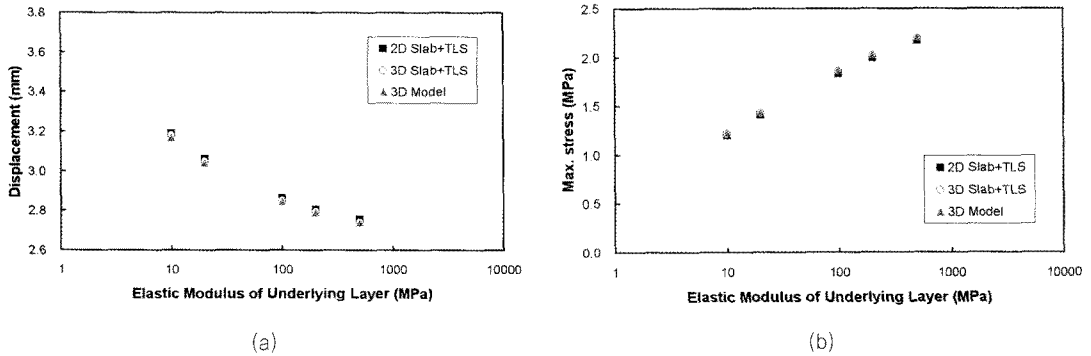 3.8
3.6
3.4
3.2
3.0
2.8
2.6
Displacement (mm)
2D Slab+TLS
3D Slab+TLS
3D Model
1
10
100
1000
10000
Elastic Modulus of Underlying Layer (MPa)
(a)
2.5
2.0
1.5
1.0
0.5
0.0
Max. stress (MPa)
2D Slab+TLS
3D Slab+TLS
3D Model
1
10
100
1000
10000
Elastic Modulus of Underlying Layer (MPa)
(b)